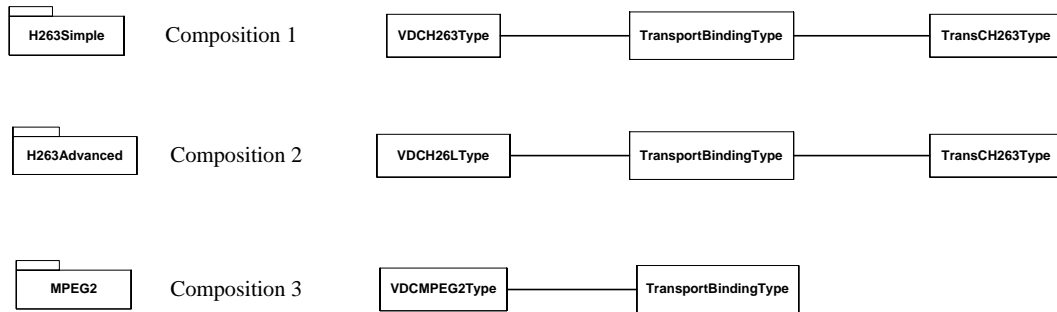 H263Simple Composition 1 VDCH263Type TransportBindingType TransCH263Type
H263Advanced Composition 2 VDCH26LType TransportBindingType TransCH263Type
MPEG2 Composition 3 VDCMPEG2Type TransportBindingType